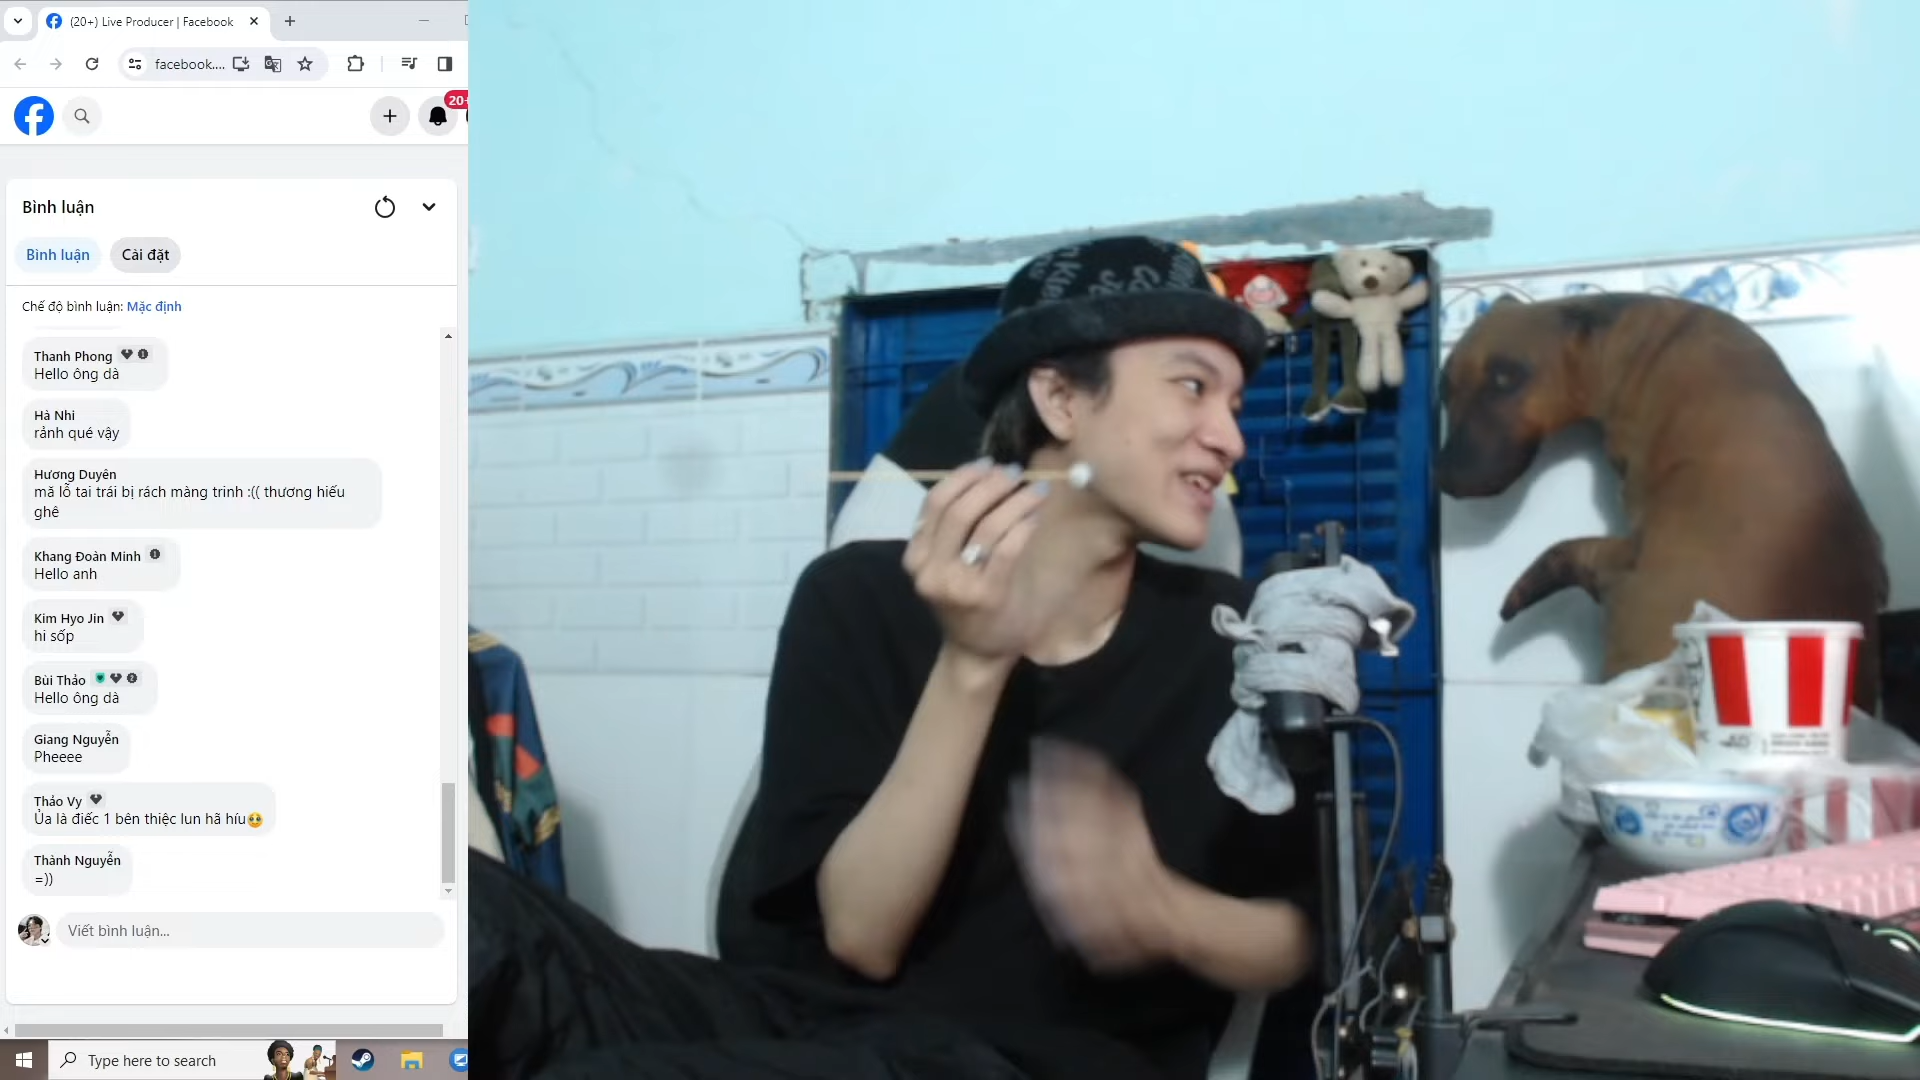 (20+) Live Producer | Facebook
facebook....
20+
Bình luận
Bình luận
Cài đặt
Chế độ bình luận: Mặc định
Thanh Phong
Hello ông dà
Hà Nhi
rảnh qué vậy
Hương Duyên
mã lỗ tai trái bị rách màng trinh :(( thương hiếu
ghê
Khang Đoàn Minh
Hello anh
Kim Hyo Jin
hi sốp
Bùi Thảo
Hello ông dà
Giang Nguyễn
Pheeee
Thảo Vy
Ủa là điếc 1 bên thiệc lun hã híu🥹
Thành Nguyễn
=))
Viết bình luận...
Type here to search